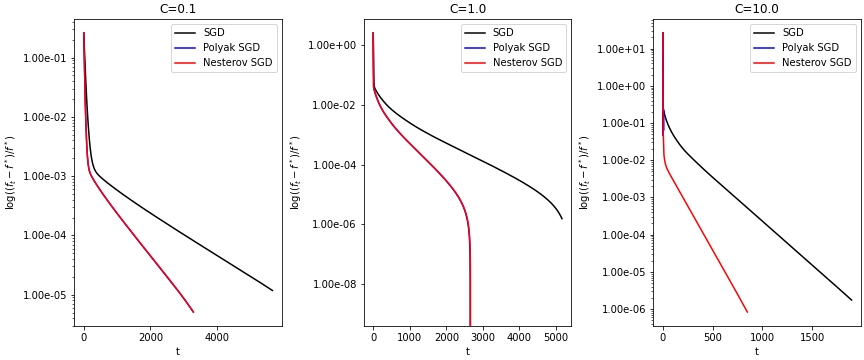 C=0.1
SGD
Polyak SGD
Nesterov SGD
1.00e-01
1.00e-02
1.00e-03
1.00e-04
1.00e-05
log((f_t − f^*)/f^*)
0
2000
4000
t
C=1.0
SGD
Polyak SGD
Nesterov SGD
1.00e+00
1.00e-02
1.00e-04
1.00e-06
1.00e-08
log((f_t − f^*)/f^*)
0
1000
2000
3000
4000
5000
t
C=10.0
SGD
Polyak SGD
Nesterov SGD
1.00e+01
1.00e+00
1.00e-01
1.00e-02
1.00e-03
1.00e-04
1.00e-05
1.00e-06
log((f_t − f^*)/f^*)
0
500
1000
1500
t